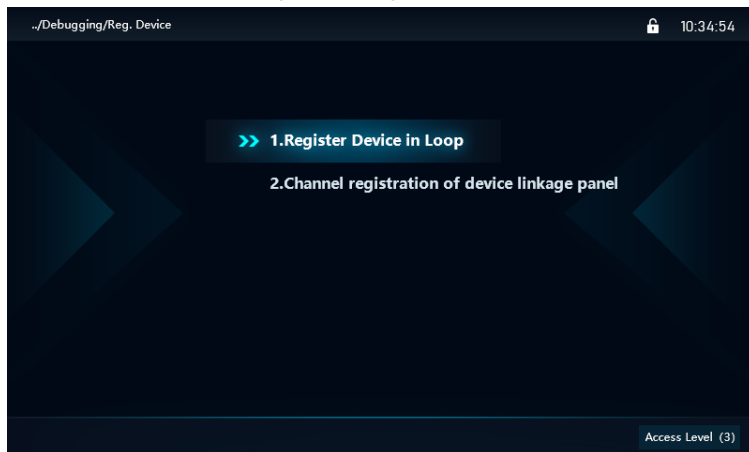 ../Debugging/Reg. Device
10:34:54
1.Register Device in Loop
2.Channel registration of device linkage panel
Access Level (3)